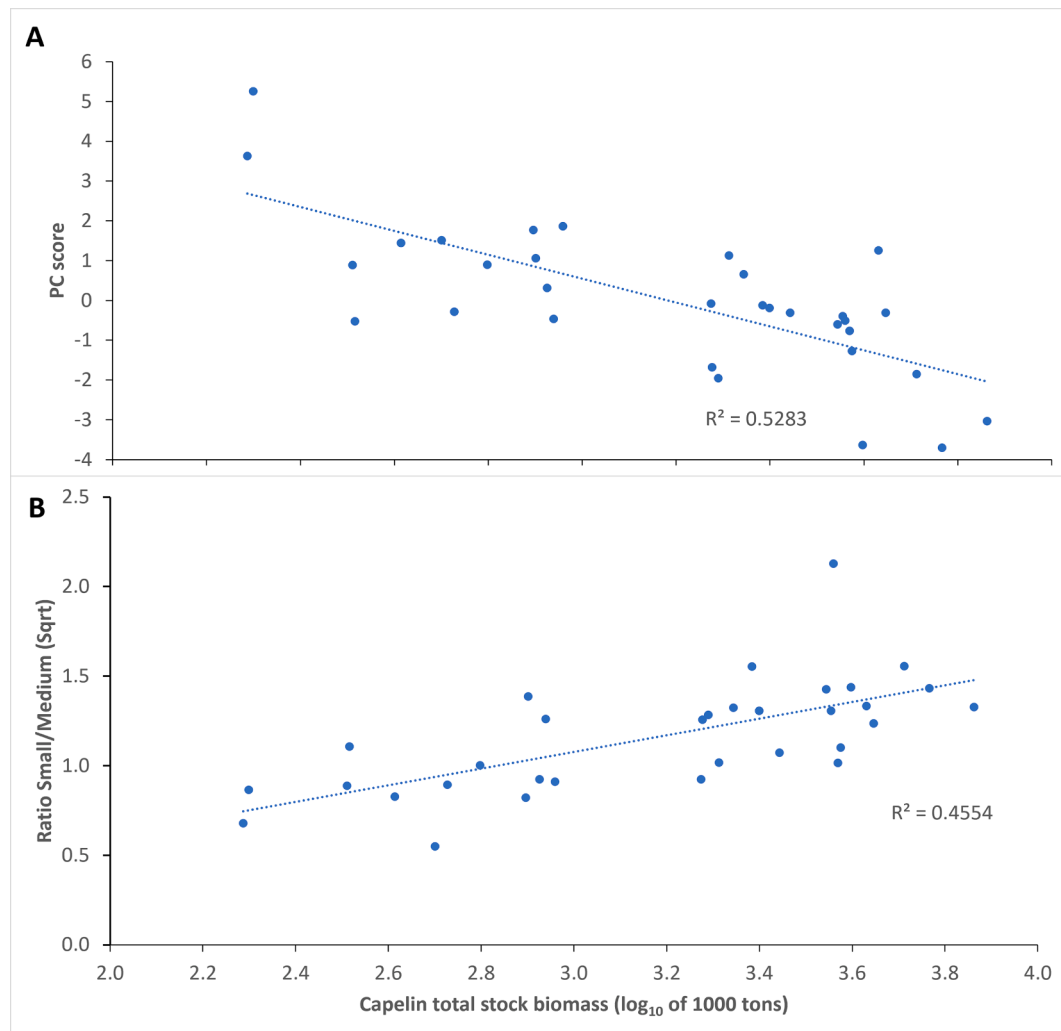 A
6
5
4
3
2
1
0
-1
-2
-3
-4
PC score
R² = 0.5283
B
2.5
2.0
1.5
1.0
0.5
0.0
Ratio Small/Medium (Sqrt)
R² = 0.4554
2.0 2.2 2.4 2.6 2.8 3.0 3.2 3.4 3.6 3.8 4.0
Capelin total stock biomass (log₁₀ of 1000 tons)